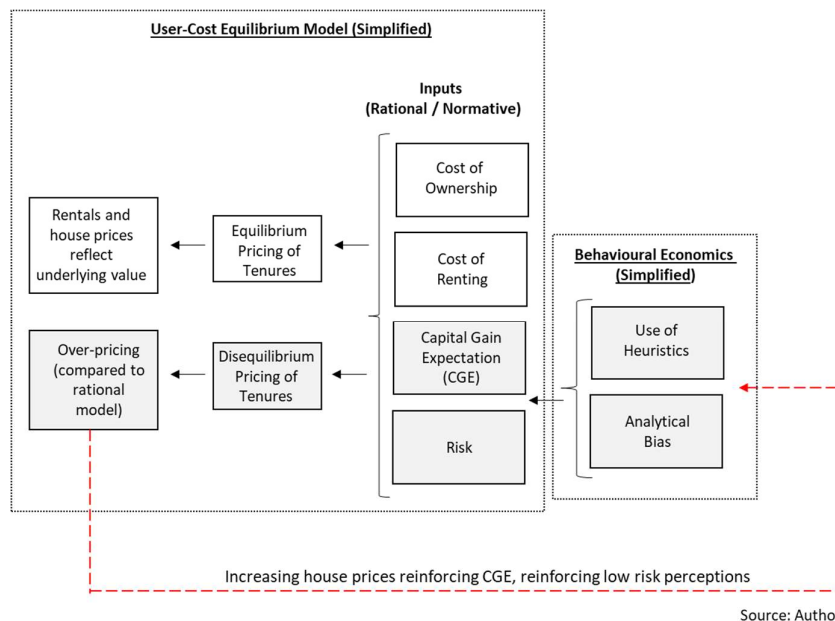 User-Cost Equilibrium Model (Simplified)
Inputs
(Rational / Normative)
Cost of
Ownership
Rentals and
house prices
reflect
underlying value
Equilibrium
Pricing of
Tenures
Cost of
Renting
Behavioural Economics
(Simplified)
Over-pricing
(compared to
rational
model)
Disequilibrium
Pricing of
Tenures
Capital Gain
Expectation
(CGE)
Use of
Heuristics
Risk
Analytical
Bias
Increasing house prices reinforcing CGE, reinforcing low risk perceptions
Source: Autho